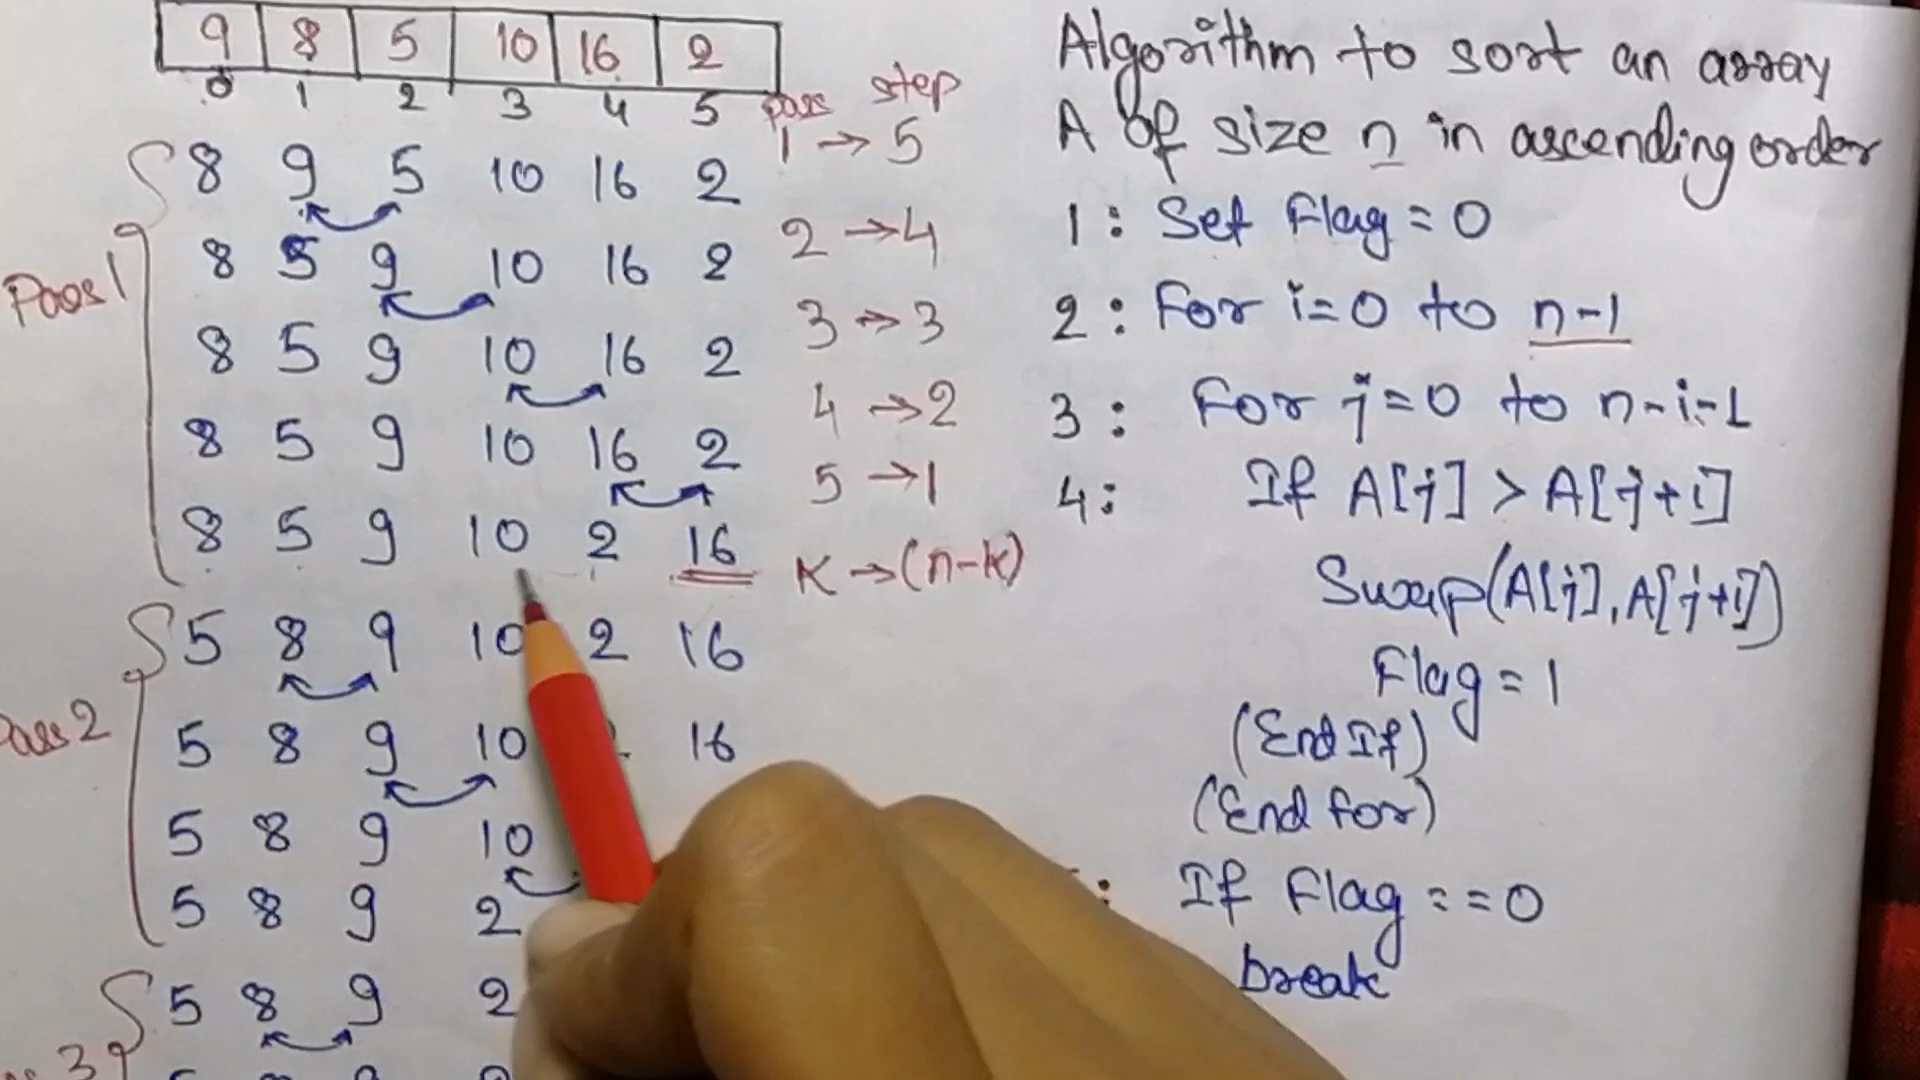 9 8 5 10 16 2
0 1 2 3 4 5
8 9 5 10 16 2
Pass 1
8 5 9 10 16 2
8 5 9 10 16 2
8 5 9 10 16 2
8 5 9 10 2 16
5 8 9 10 2 16
Pass 2
5 8 9 10 16
5 8 9 10
5 8 9 2
5 8 9 2
3
pass step
1 → 5
2 → 4
3 → 3
4 → 2
5 → 1
K → (n-k)
Algorithm to sort an array
A of size n in ascending order
1: Set Flag = 0
2: For i=0 to n-1
3: For j=0 to n-i-1
4: If A[j] > A[j+1]
Swap(A[j], A[j+1])
Flag = 1
(End If)
(End for)
: If Flag == 0
break